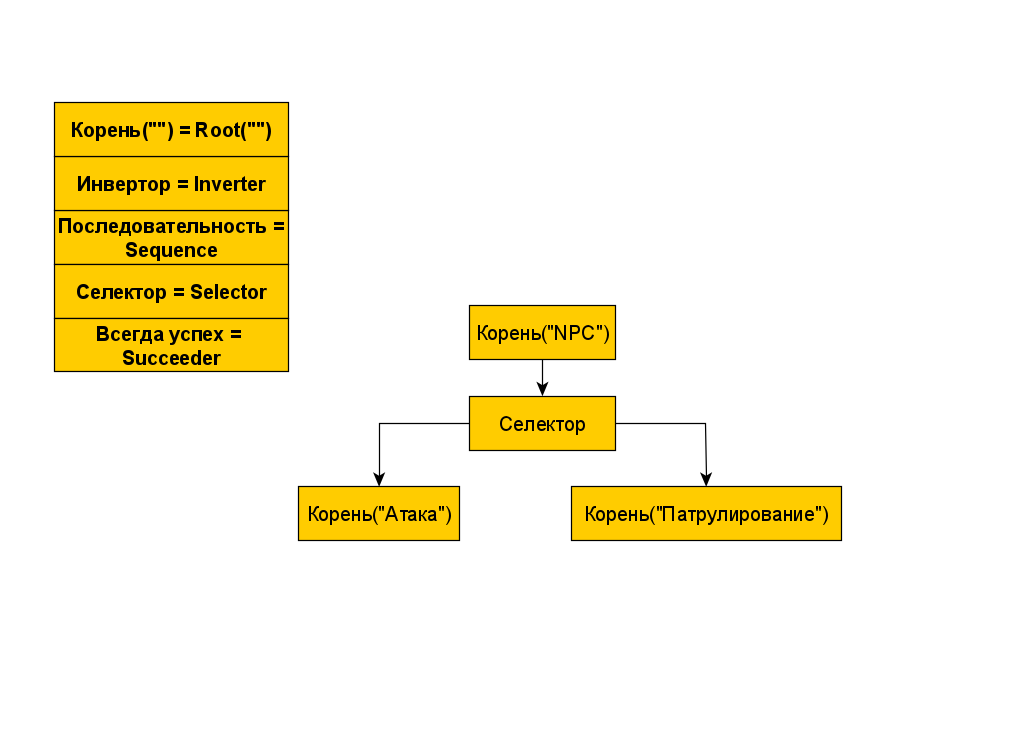 Корень("") = Root("")
Инвертор = Inverter
Последовательность =
Sequence
Селектор = Selector
Всегда успех =
Succeeder
Корень("NPC")
Селектор
Корень("Атака")
Корень("Патрулирование")